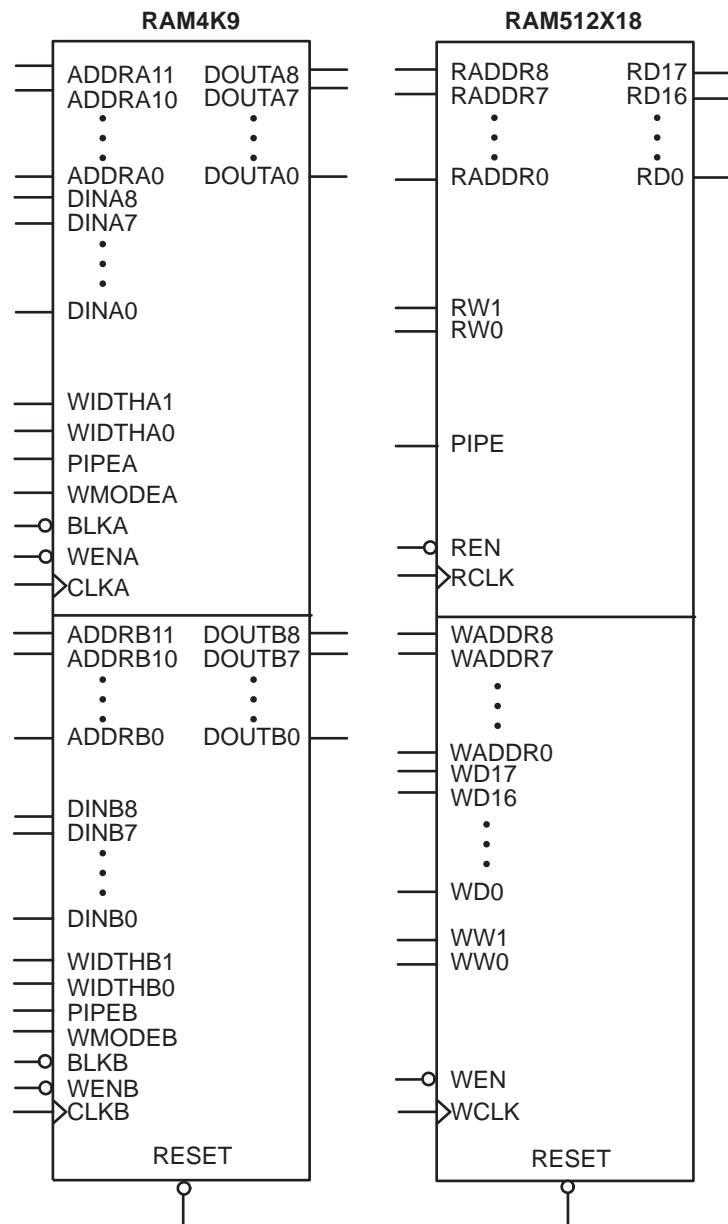 RAM4K9
ADDRA11 DOUTA8
ADDRA10 DOUTA7
ADDRA0 DOUTA0
DINA8
DINA7
DINA0
WIDTHA1
WIDTHA0
PIPEA
WMODEA
BLKA
WENA
CLKA
ADDRB11 DOUTB8
ADDRB10 DOUTB7
ADDRB0 DOUTB0
DINB8
DINB7
DINB0
WIDTHB1
WIDTHB0
PIPEB
WMODEB
BLKB
WENB
CLKB
RESET
RAM512X18
RADDR8 RD17
RADDR7 RD16
RADDR0 RD0
RW1
RW0
PIPE
REN
RCLK
WADDR8
WADDR7
WADDR0
WD17
WD16
WD0
WW1
WW0
WEN
WCLK
RESET